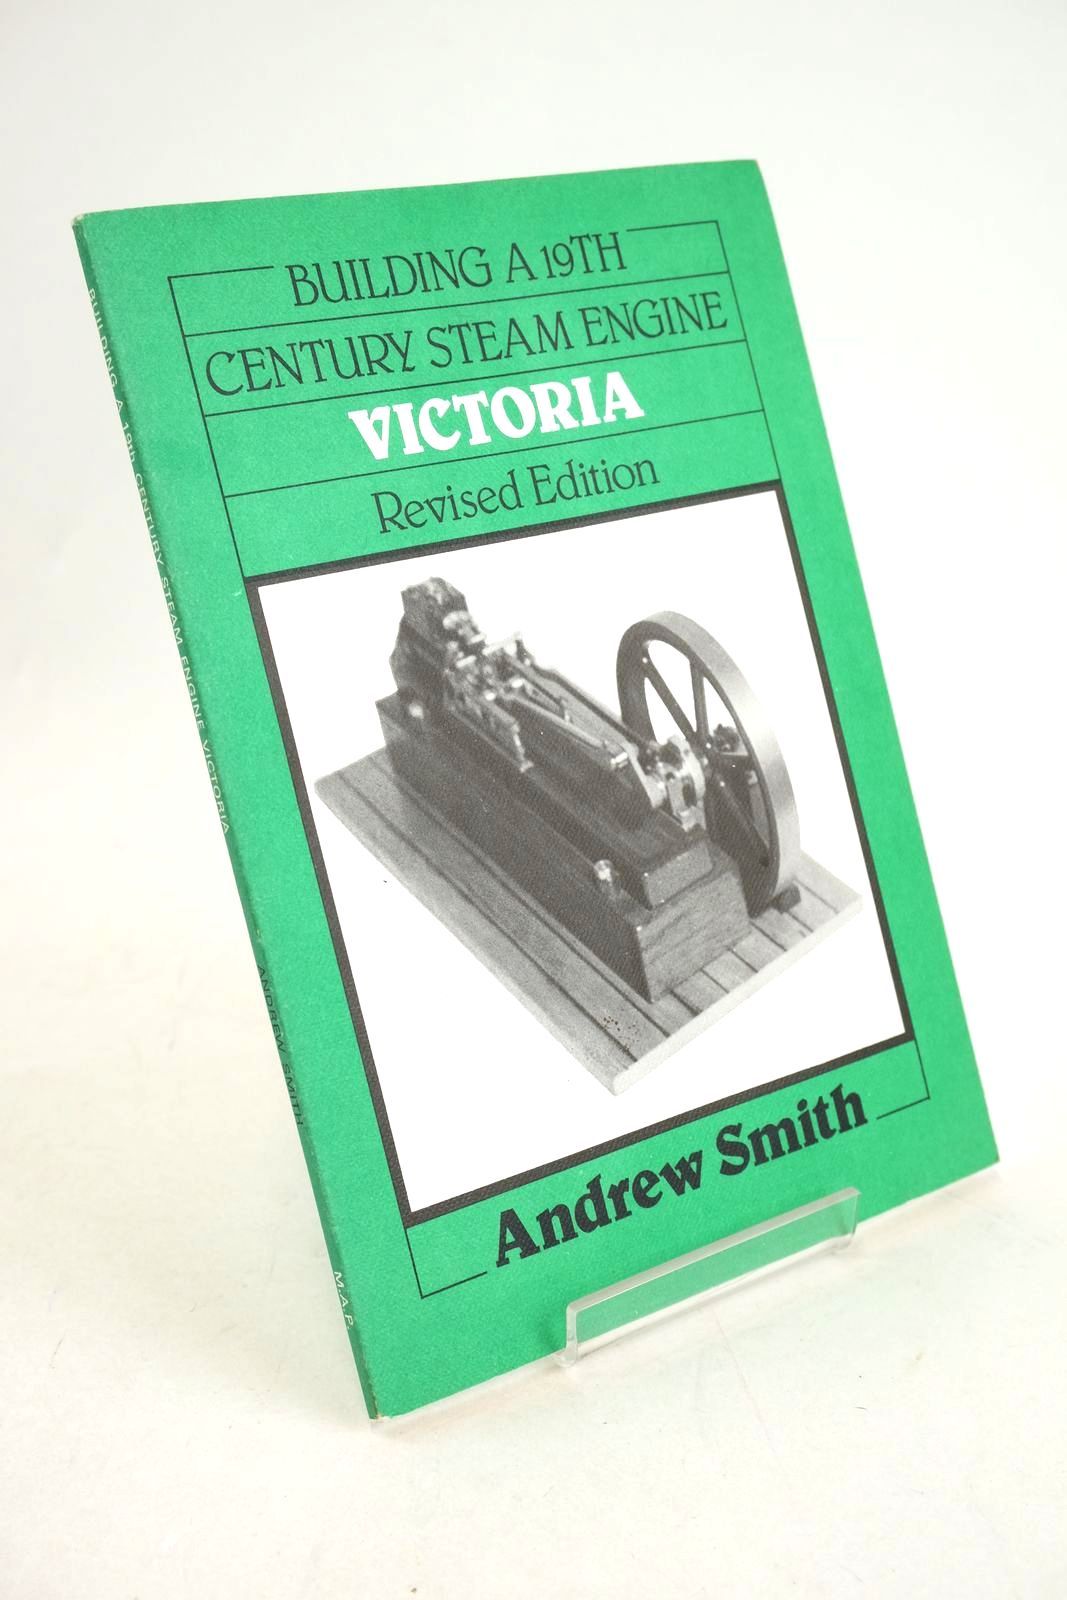 BUILDING A 19TH
CENTURY STEAM ENGINE
VICTORIA
Revised Edition
Andrew Smith
BUILDING A 19th CENTURY STEAM ENGINE VICTORIA
ANDREW SMITH
M.A.P.